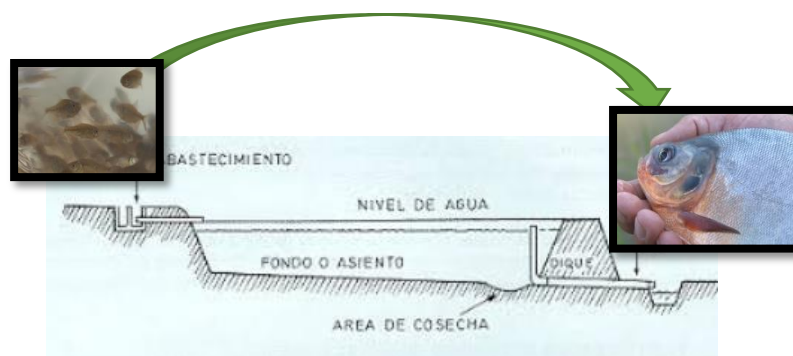 ABASTECIMIENTO
NIVEL DE AGUA
FONDO O ASIENTO
DIQUE
AREA DE COSECHA